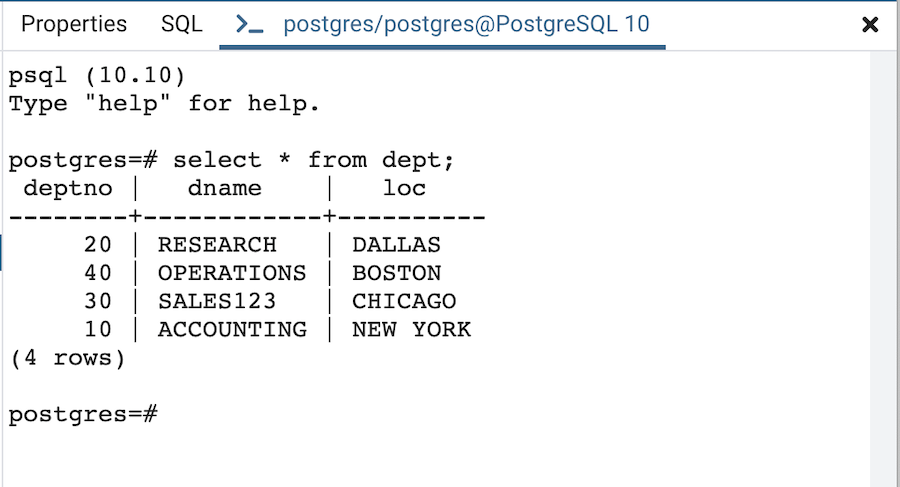 Properties SQL >_ postgres/postgres@PostgreSQL 10
psql (10.10)
Type "help" for help.
postgres=# select * from dept;
 deptno |   dname    |   loc
--------+------------+----------
     20 | RESEARCH   | DALLAS
     40 | OPERATIONS | BOSTON
     30 | SALES123   | CHICAGO
     10 | ACCOUNTING | NEW YORK
(4 rows)
postgres=#